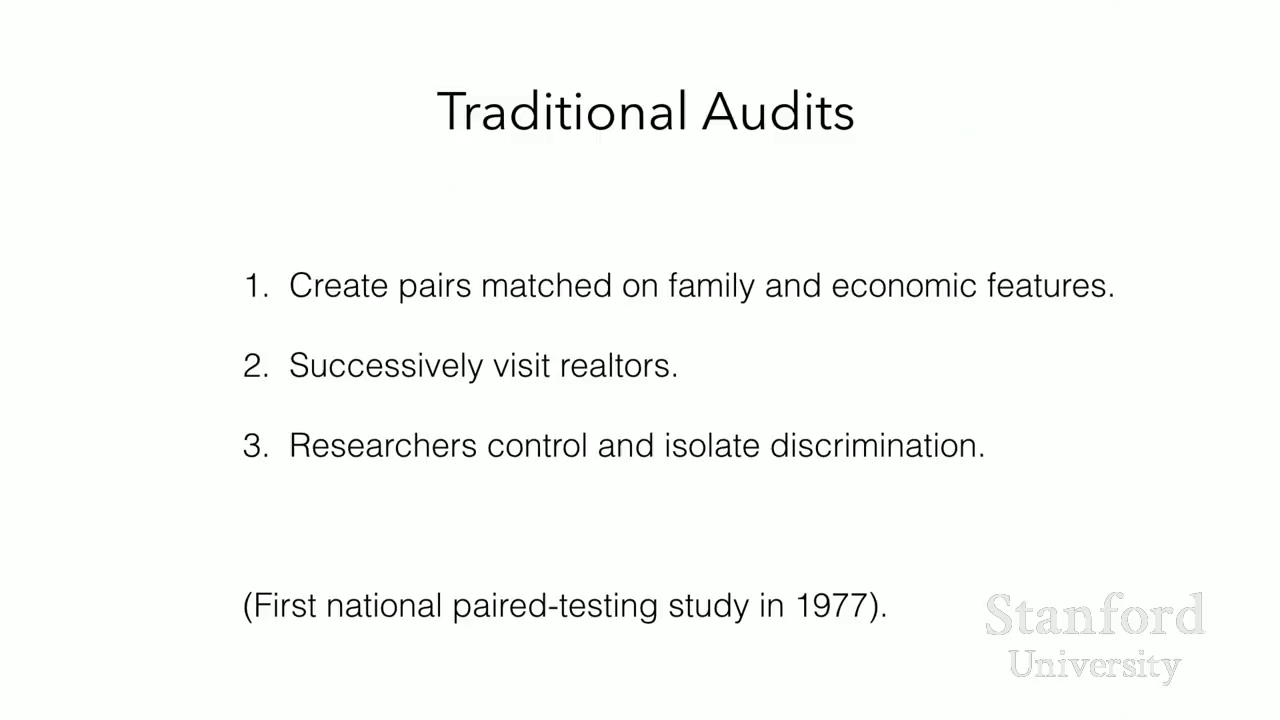 Traditional Audits
1. Create pairs matched on family and economic features.
2. Successively visit realtors.
3. Researchers control and isolate discrimination.
(First national paired-testing study in 1977).
Stanford
University